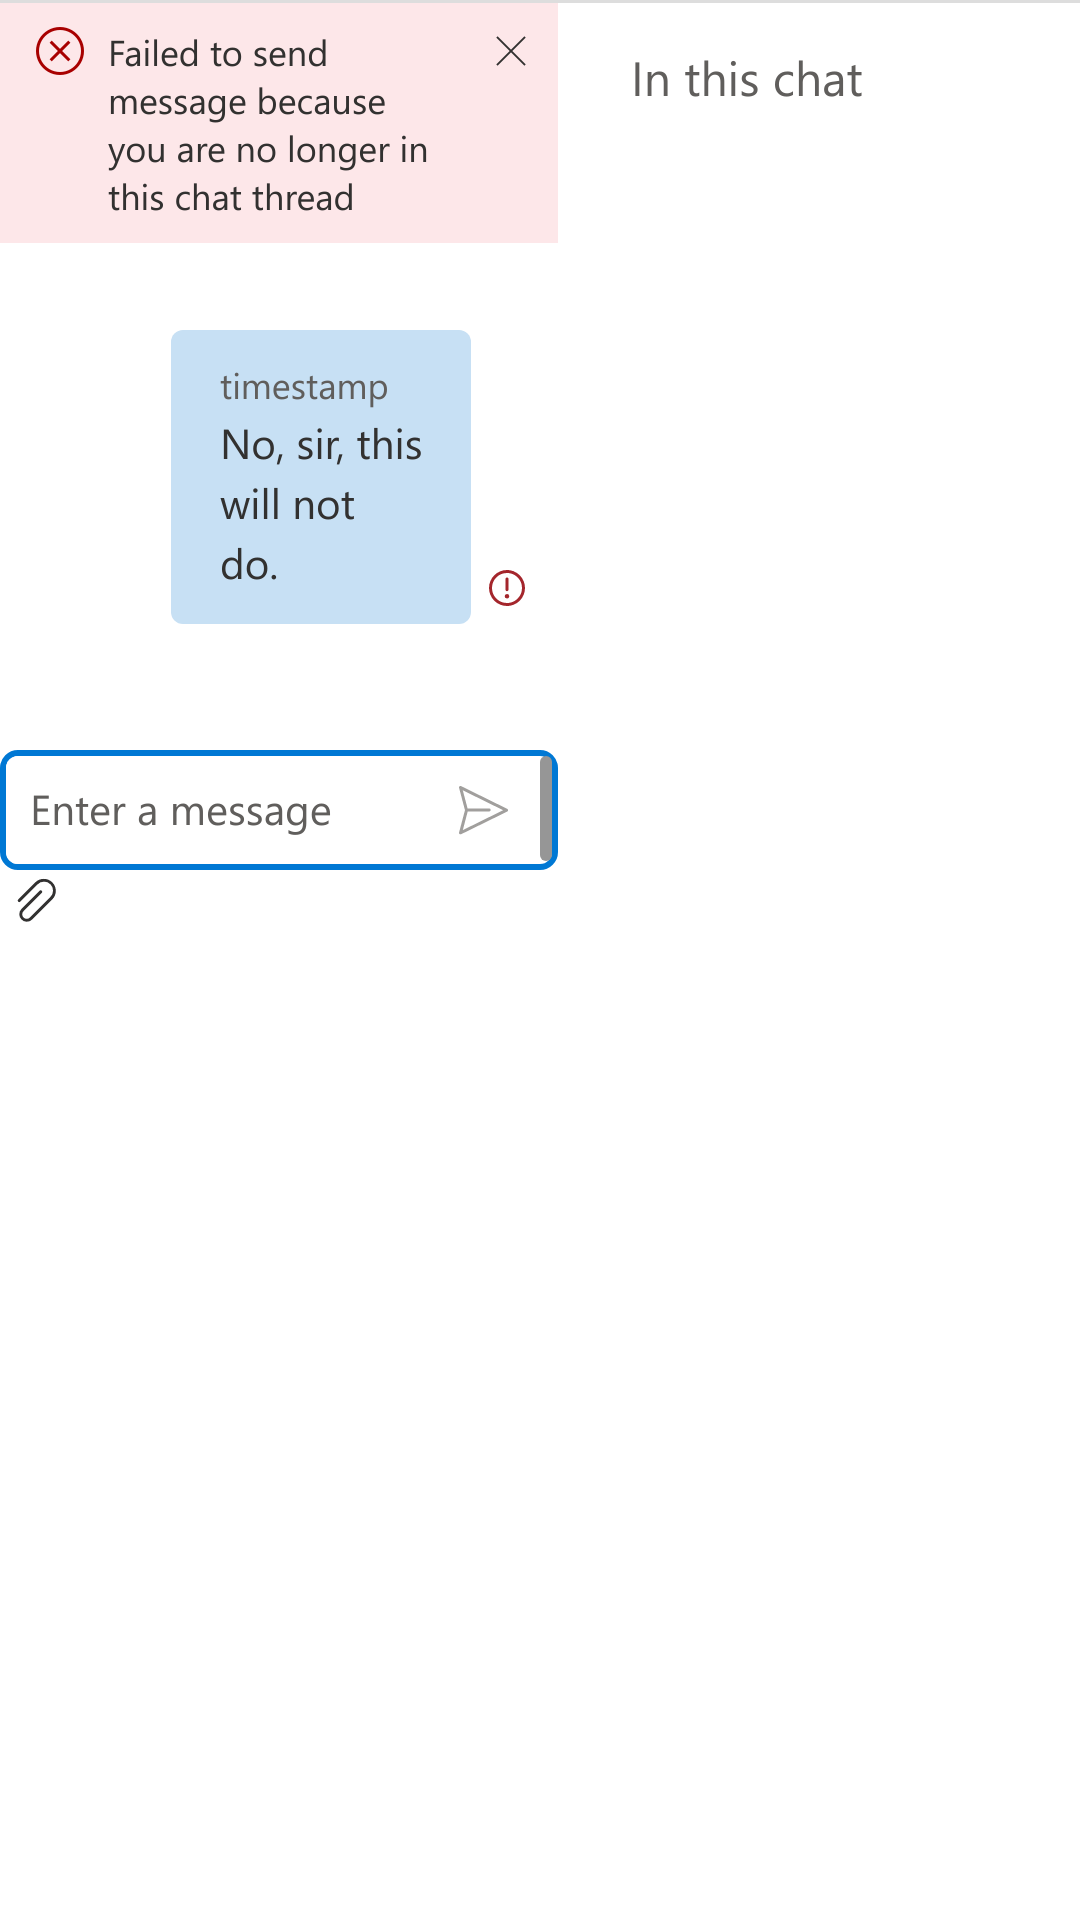 Failed to send
message because
you are no longer in
this chat thread
In this chat
timestamp
No, sir, this
will not
do.
Enter a message